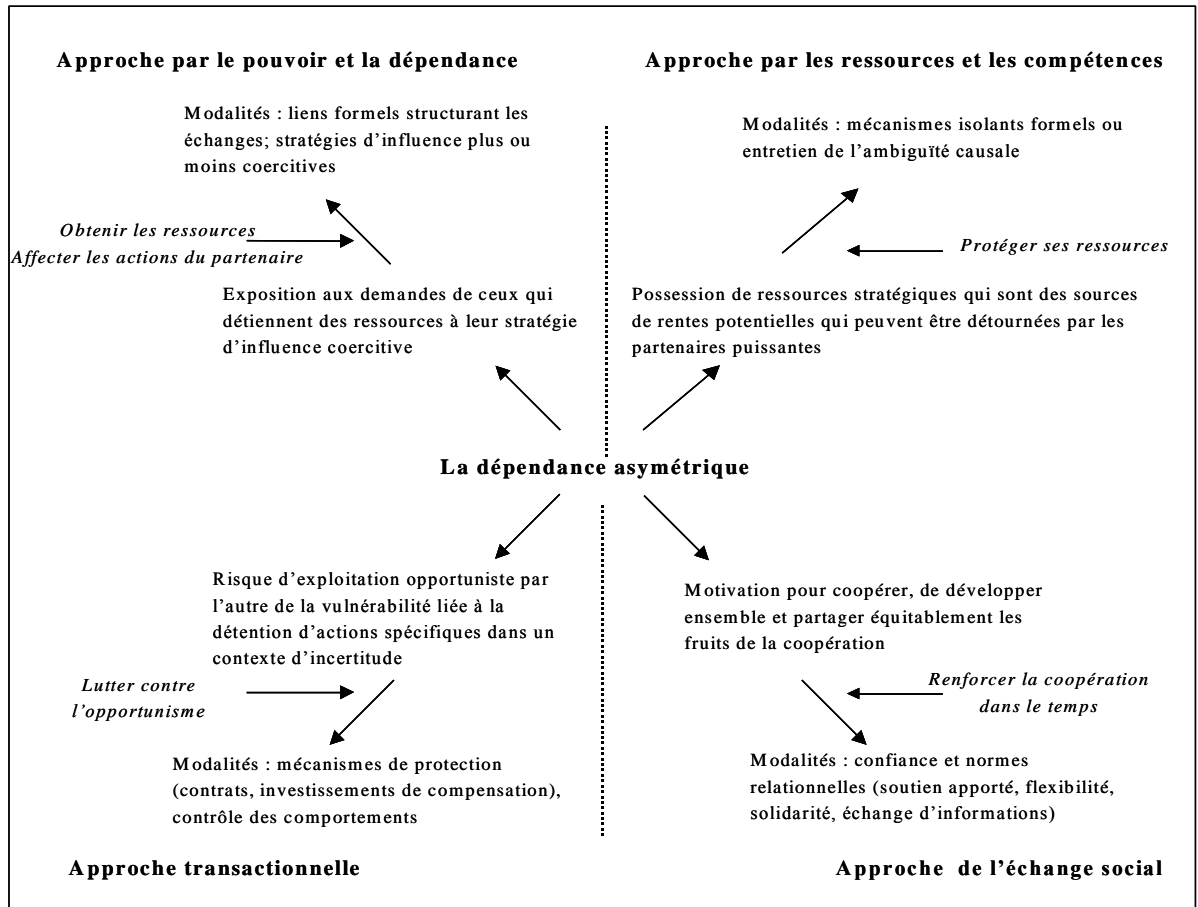 Approche par le pouvoir et la dépendance
Modalités : liens formels structurant les
échanges; stratégies d'influence plus ou
moins coercitives
Obtenir les ressources
Affecter les actions du partenaire
Exposition aux demandes de ceux qui
détiennent des ressources à leur stratégie
d'influence coercitive
Approche par les ressources et les compétences
Modalités : mécanismes isolants formels ou
entretien de l'ambiguïté causale
Protéger ses ressources
Possession de ressources stratégiques qui sont des sources
de rentes potentielles qui peuvent être détournées par les
partenaires puissantes
La dépendance asymétrique
Risque d'exploitation opportuniste par
l'autre de la vulnérabilité liée à la
détention d'actions spécifiques dans un
contexte d'incertitude
Lutter contre
l'opportunisme
Modalités : mécanismes de protection
(contrats, investissements de compensation),
contrôle des comportements
Approche transactionnelle
Motivation pour coopérer, de développer
ensemble et partager équitablement les
fruits de la coopération
Renforcer la coopération
dans le temps
Modalités : confiance et normes
relationnelles (soutien apporté, flexibilité,
solidarité, échange d'informations)
Approche de l'échange social